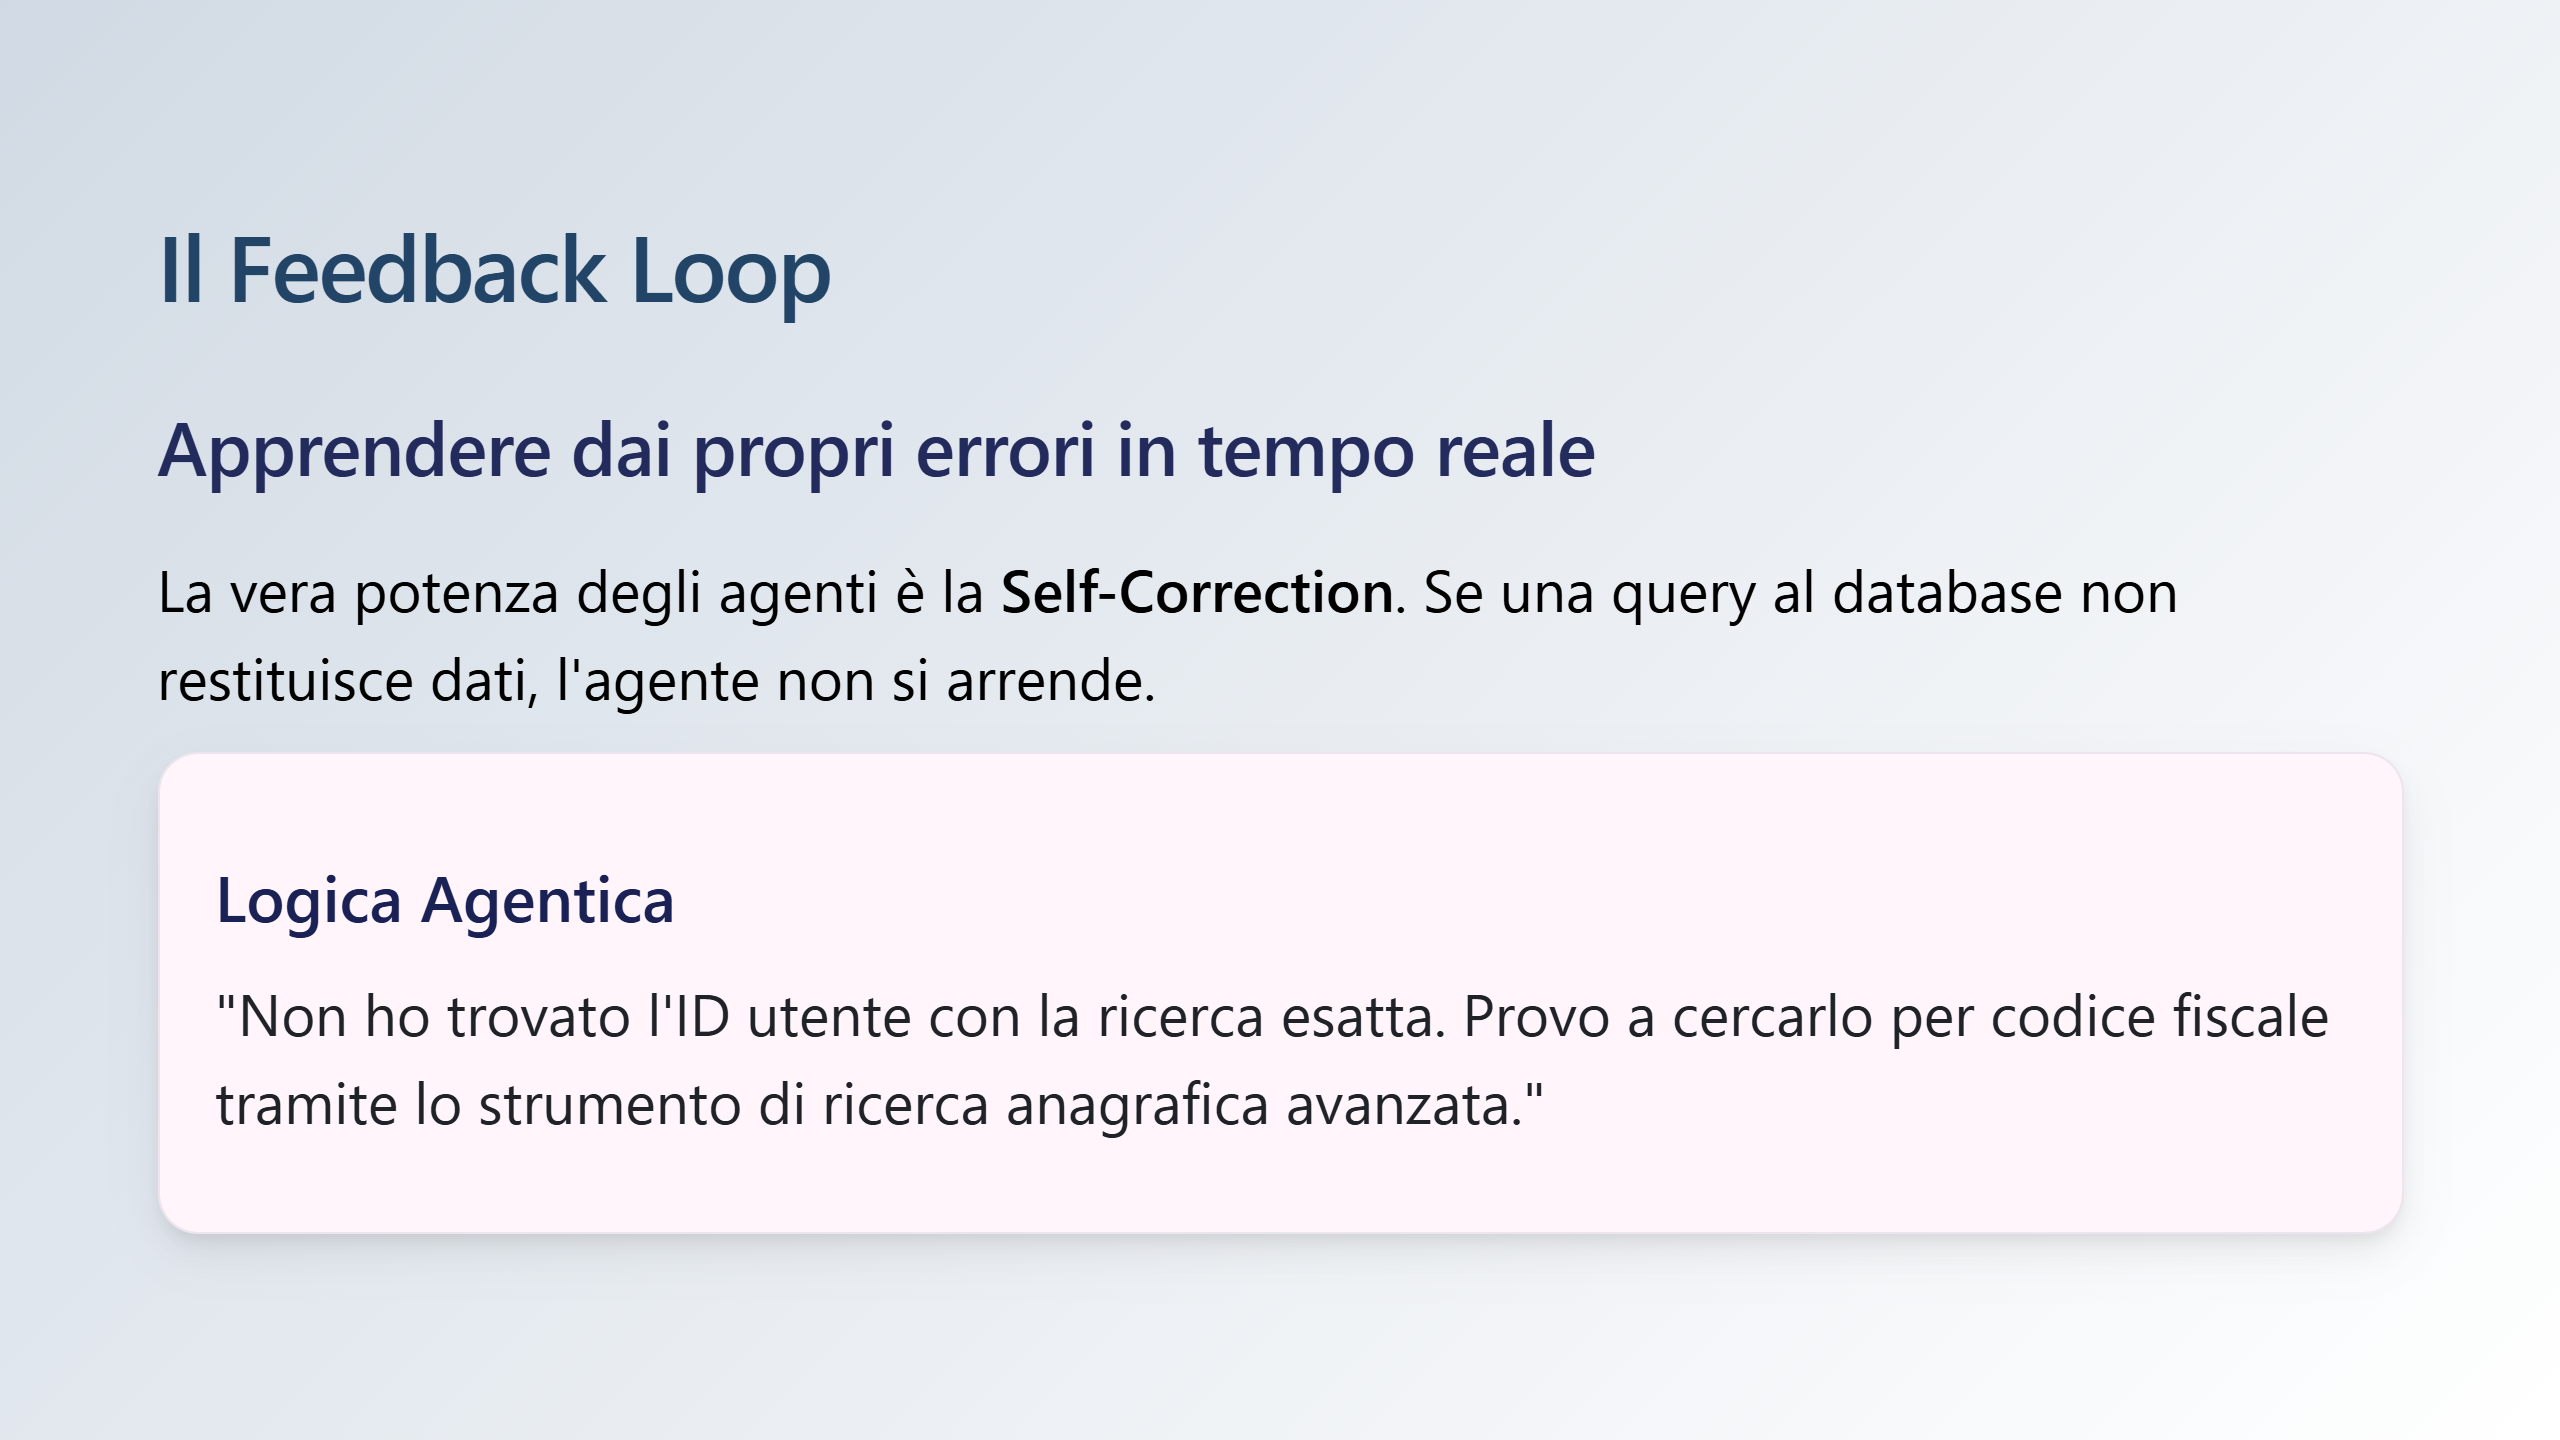 Il Feedback Loop
Apprendere dai propri errori in tempo reale
La vera potenza degli agenti è la Self-Correction. Se una query al database non
restituisce dati, l'agente non si arrende.
Logica Agentica
"Non ho trovato l'ID utente con la ricerca esatta. Provo a cercarlo per codice fiscale
tramite lo strumento di ricerca anagrafica avanzata."